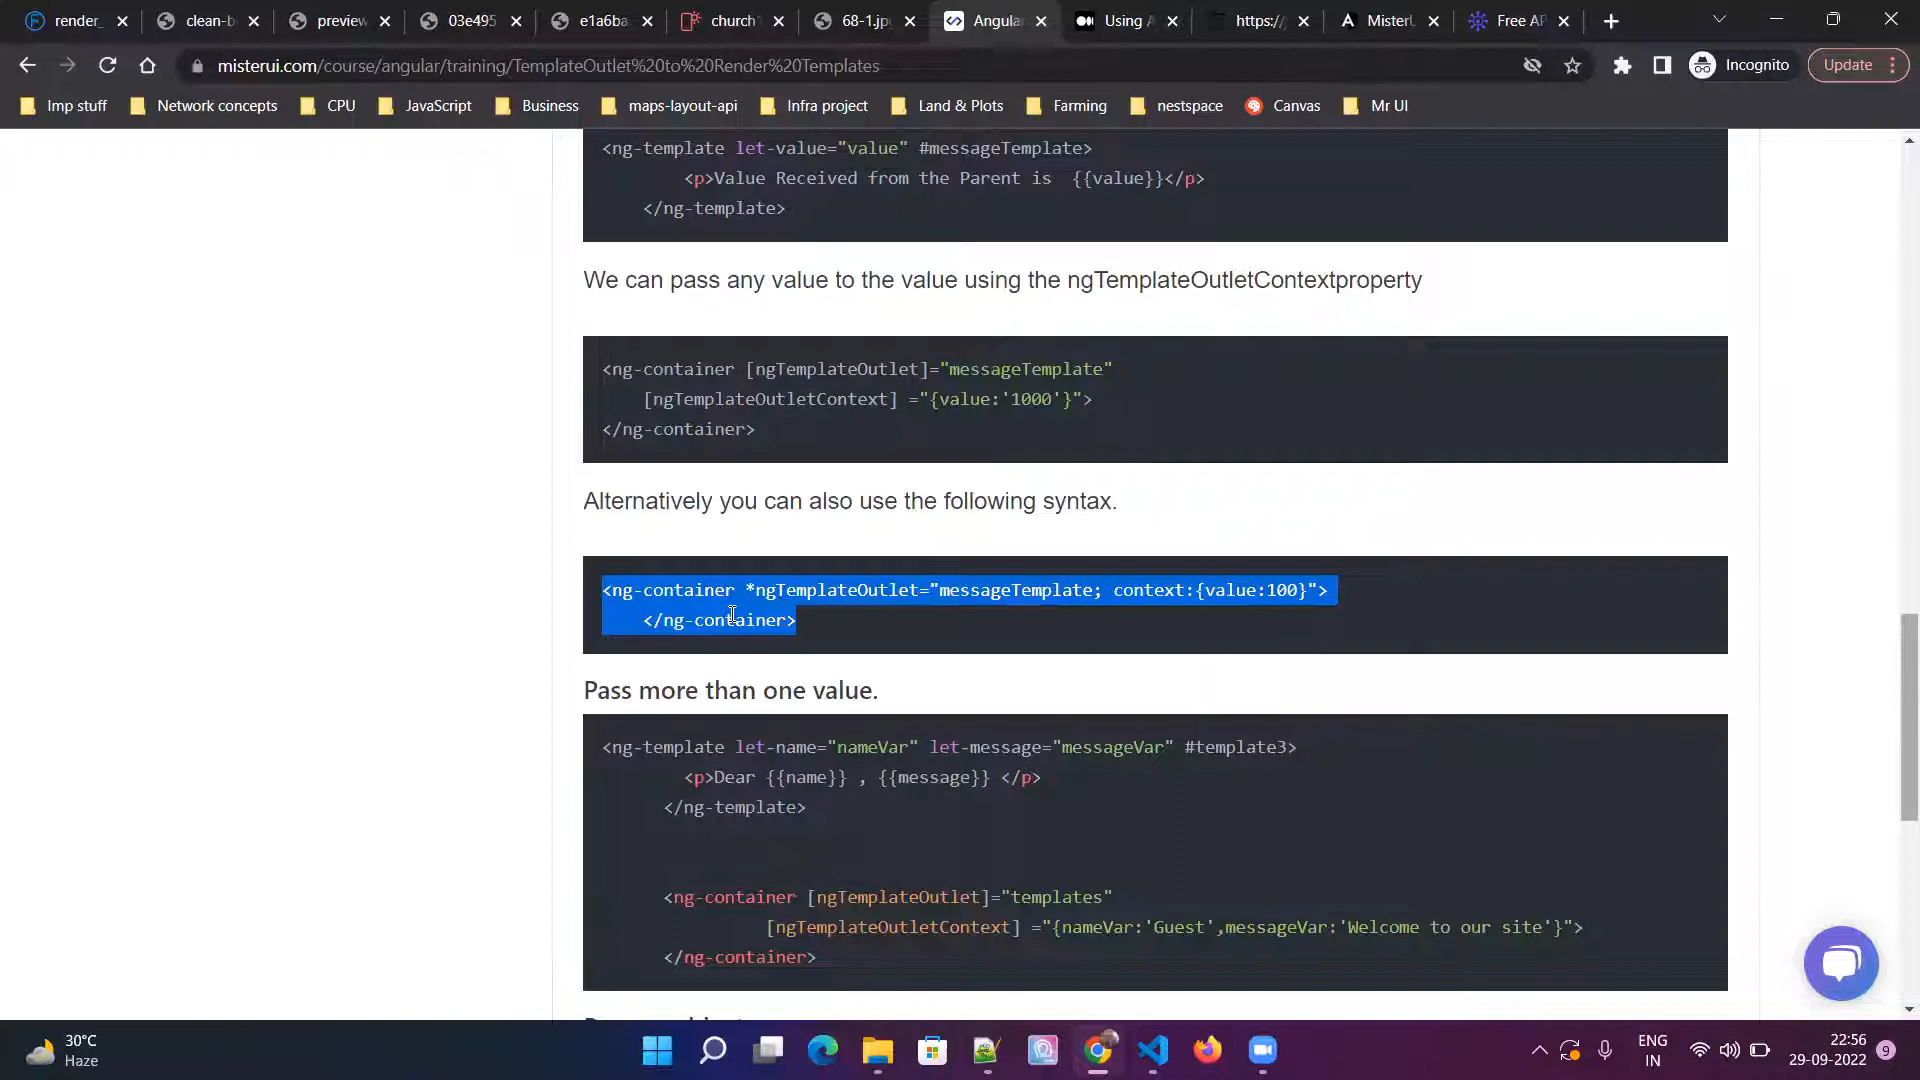 render_
clean-b
preview
03e495
e1a6ba
church
68-1.jp
Angular
Using A
https://
MisterU
Free AP
misterui.com/course/angular/training/TemplateOutlet%20to%20Render%20Templates
Incognito
Update
Imp stuff
Network concepts
CPU
JavaScript
Business
maps-layout-api
Infra project
Land & Plots
Farming
nestspace
Canvas
Mr UI
<ng-template let-value="value" #messageTemplate>
<p>Value Received from the Parent is {{value}}</p>
</ng-template>
We can pass any value to the value using the ngTemplateOutletContextproperty
<ng-container [ngTemplateOutlet]="messageTemplate"
[ngTemplateOutletContext] ="{value:'1000'}">
</ng-container>
Alternatively you can also use the following syntax.
<ng-container *ngTemplateOutlet="messageTemplate; context:{value:100}">
</ng-container>
Pass more than one value.
<ng-template let-name="nameVar" let-message="messageVar" #template3>
<p>Dear {{name}} , {{message}} </p>
</ng-template>
<ng-container [ngTemplateOutlet]="templates"
[ngTemplateOutletContext] ="{nameVar:'Guest',messageVar:'Welcome to our site'}">
</ng-container>
30°C
Haze
ENG
IN
22:56
29-09-2022
9